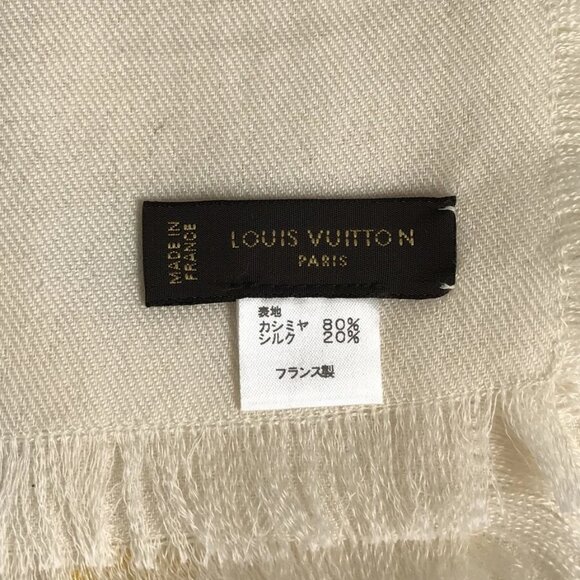 MADE IN
FRANCE
LOUIS VUITTON
PARIS
表地
カシミヤ 80%
シルク 20%
フランス製